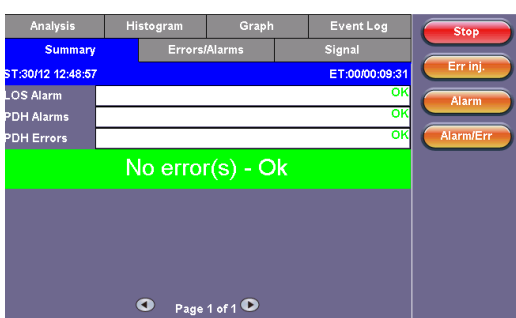 Analysis Histogram Graph Event Log
Summary Errors/Alarms Signal
ST:30/12 12:48:57 ET:00/00:09:31
LOS Alarm OK
PDH Alarms OK
PDH Errors OK
No error(s) - Ok
Page 1 of 1
Stop
Err inj.
Alarm
Alarm/Err